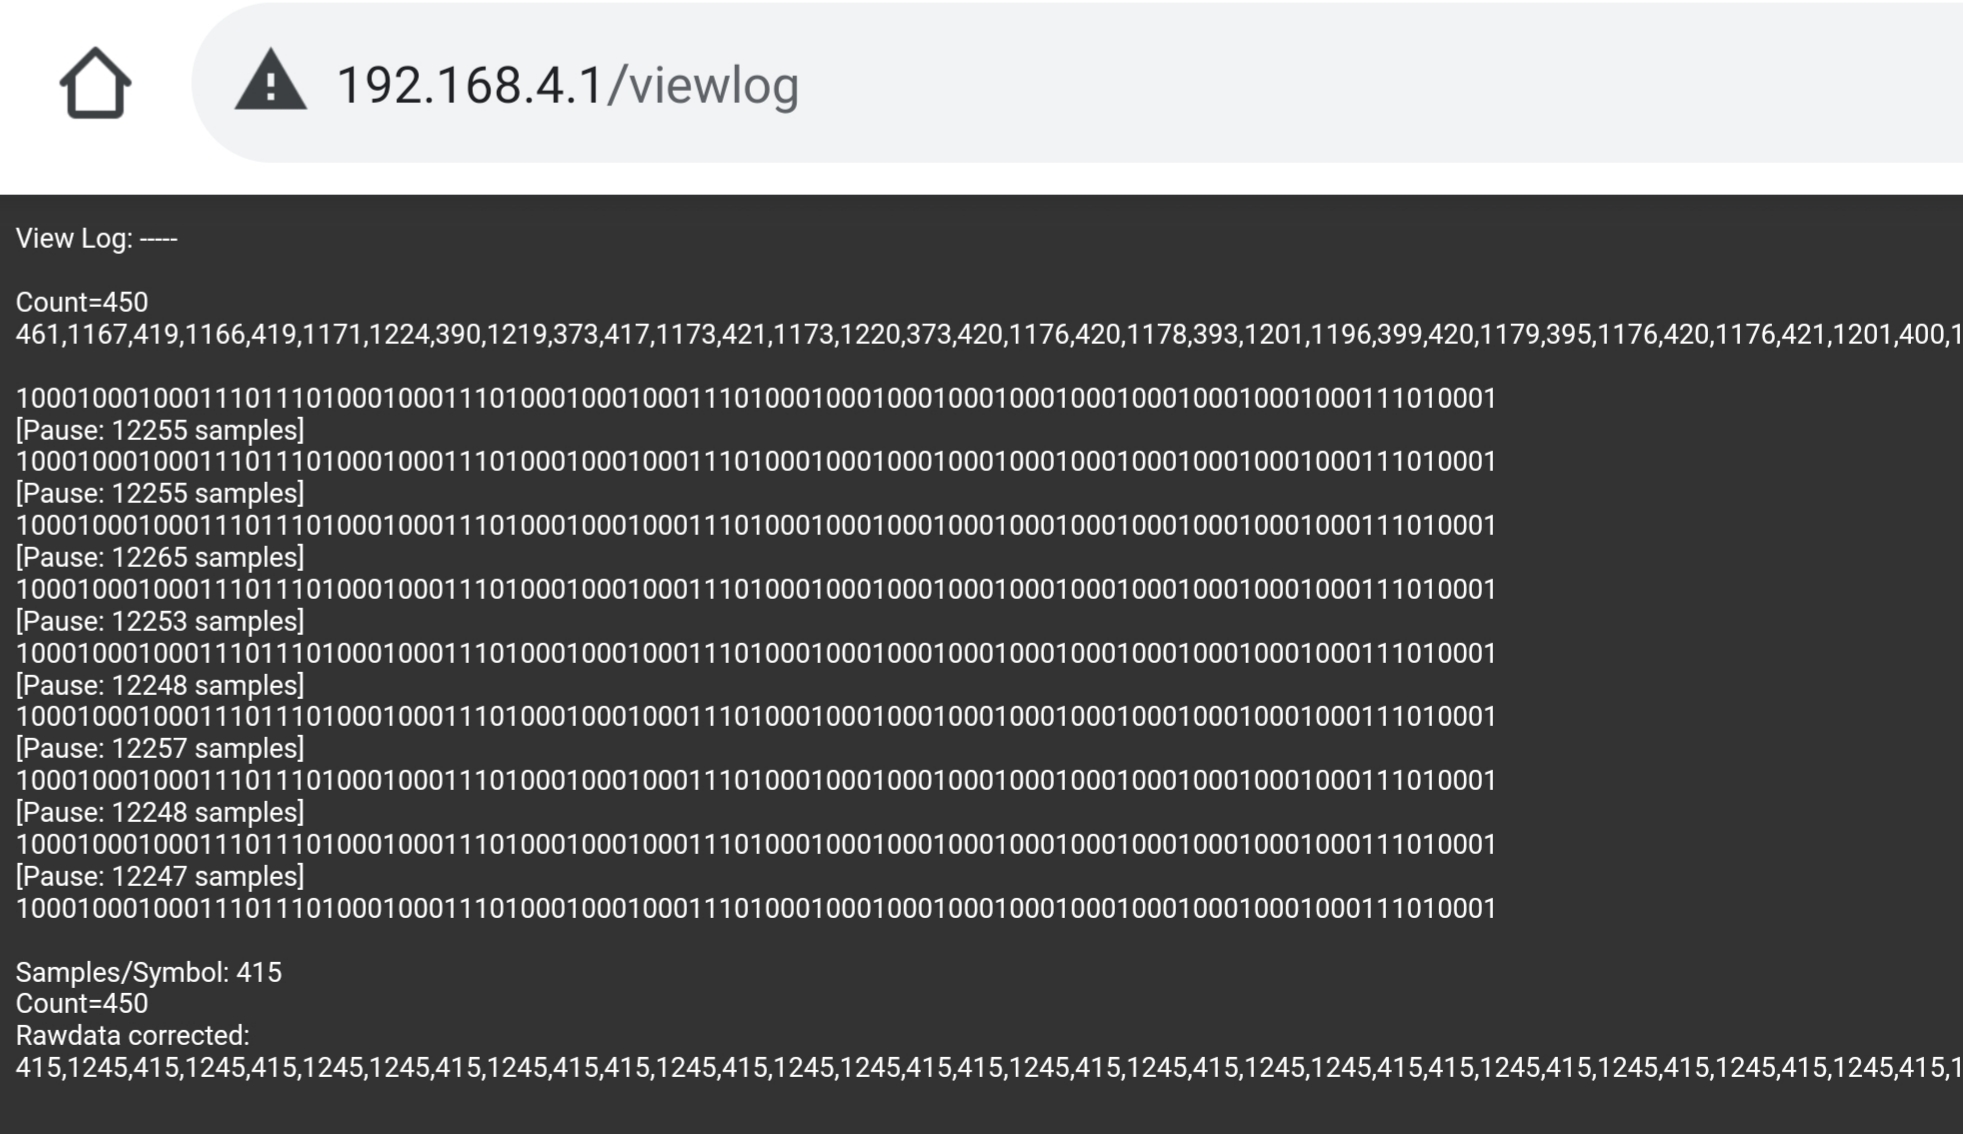 192.168.4.1/viewlog
View Log: -----
Count=450
461,1167,419,1166,419,1171,1224,390,1219,373,417,1173,421,1173,1220,373,420,1176,420,1178,393,1201,1196,399,420,1179,395,1176,420,1176,421,1201,400,1
1000100010001110111010001000111010001000100011101000100010001000100010001000100010001000111010001
[Pause: 12255 samples]
1000100010001110111010001000111010001000100011101000100010001000100010001000100010001000111010001
[Pause: 12255 samples]
1000100010001110111010001000111010001000100011101000100010001000100010001000100010001000111010001
[Pause: 12265 samples]
1000100010001110111010001000111010001000100011101000100010001000100010001000100010001000111010001
[Pause: 12253 samples]
1000100010001110111010001000111010001000100011101000100010001000100010001000100010001000111010001
[Pause: 12248 samples]
1000100010001110111010001000111010001000100011101000100010001000100010001000100010001000111010001
[Pause: 12257 samples]
1000100010001110111010001000111010001000100011101000100010001000100010001000100010001000111010001
[Pause: 12248 samples]
1000100010001110111010001000111010001000100011101000100010001000100010001000100010001000111010001
[Pause: 12247 samples]
1000100010001110111010001000111010001000100011101000100010001000100010001000100010001000111010001
Samples/Symbol: 415
Count=450
Rawdata corrected:
415,1245,415,1245,415,1245,1245,415,1245,415,415,1245,415,1245,1245,415,415,1245,415,1245,415,1245,1245,415,415,1245,415,1245,415,1245,415,1245,415,1